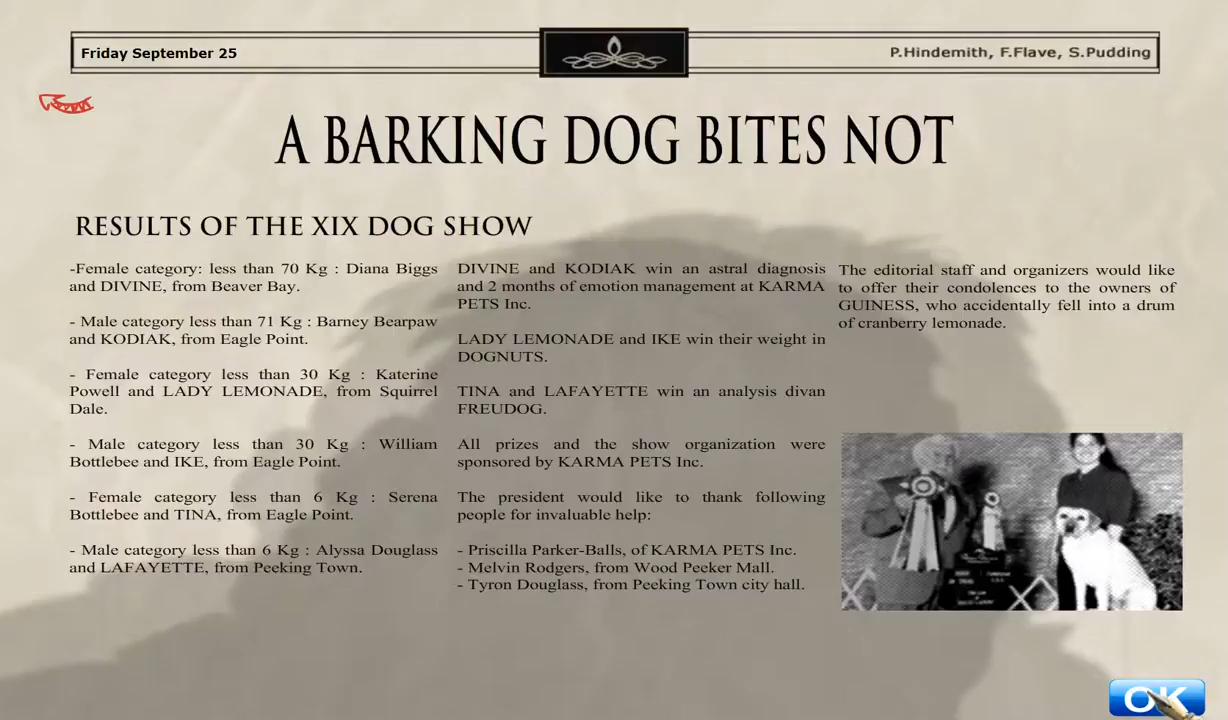 Friday September 25
P.Hindemith, F.Flave, S.Pudding
A BARKING DOG BITES NOT
RESULTS OF THE XIX DOG SHOW
-Female category: less than 70 Kg : Diana Biggs
and DIVINE, from Beaver Bay.
- Male category less than 71 Kg : Barney Bearpaw
and KODIAK, from Eagle Point.
- Female category less than 30 Kg : Katerine
Powell and LADY LEMONADE, from Squirrel
Dale.
- Male category less than 30 Kg : William
Bottlebee and IKE, from Eagle Point.
- Female category less than 6 Kg : Serena
Bottlebee and TINA, from Eagle Point.
- Male category less than 6 Kg : Alyssa Douglass
and LAFAYETTE, from Peeking Town.
DIVINE and KODIAK win an astral diagnosis
and 2 months of emotion management at KARMA
PETS Inc.
LADY LEMONADE and IKE win their weight in
DOGNUTS.
TINA and LAFAYETTE win an analysis divan
FREUDOG.
All prizes and the show organization were
sponsored by KARMA PETS Inc.
The president would like to thank following
people for invaluable help:
- Priscilla Parker-Balls, of KARMA PETS Inc.
- Melvin Rodgers, from Wood Peeker Mall.
- Tyron Douglass, from Peeking Town city hall.
The editorial staff and organizers would like
to offer their condolences to the owners of
GUINESS, who accidentally fell into a drum
of cranberry lemonade.
OK